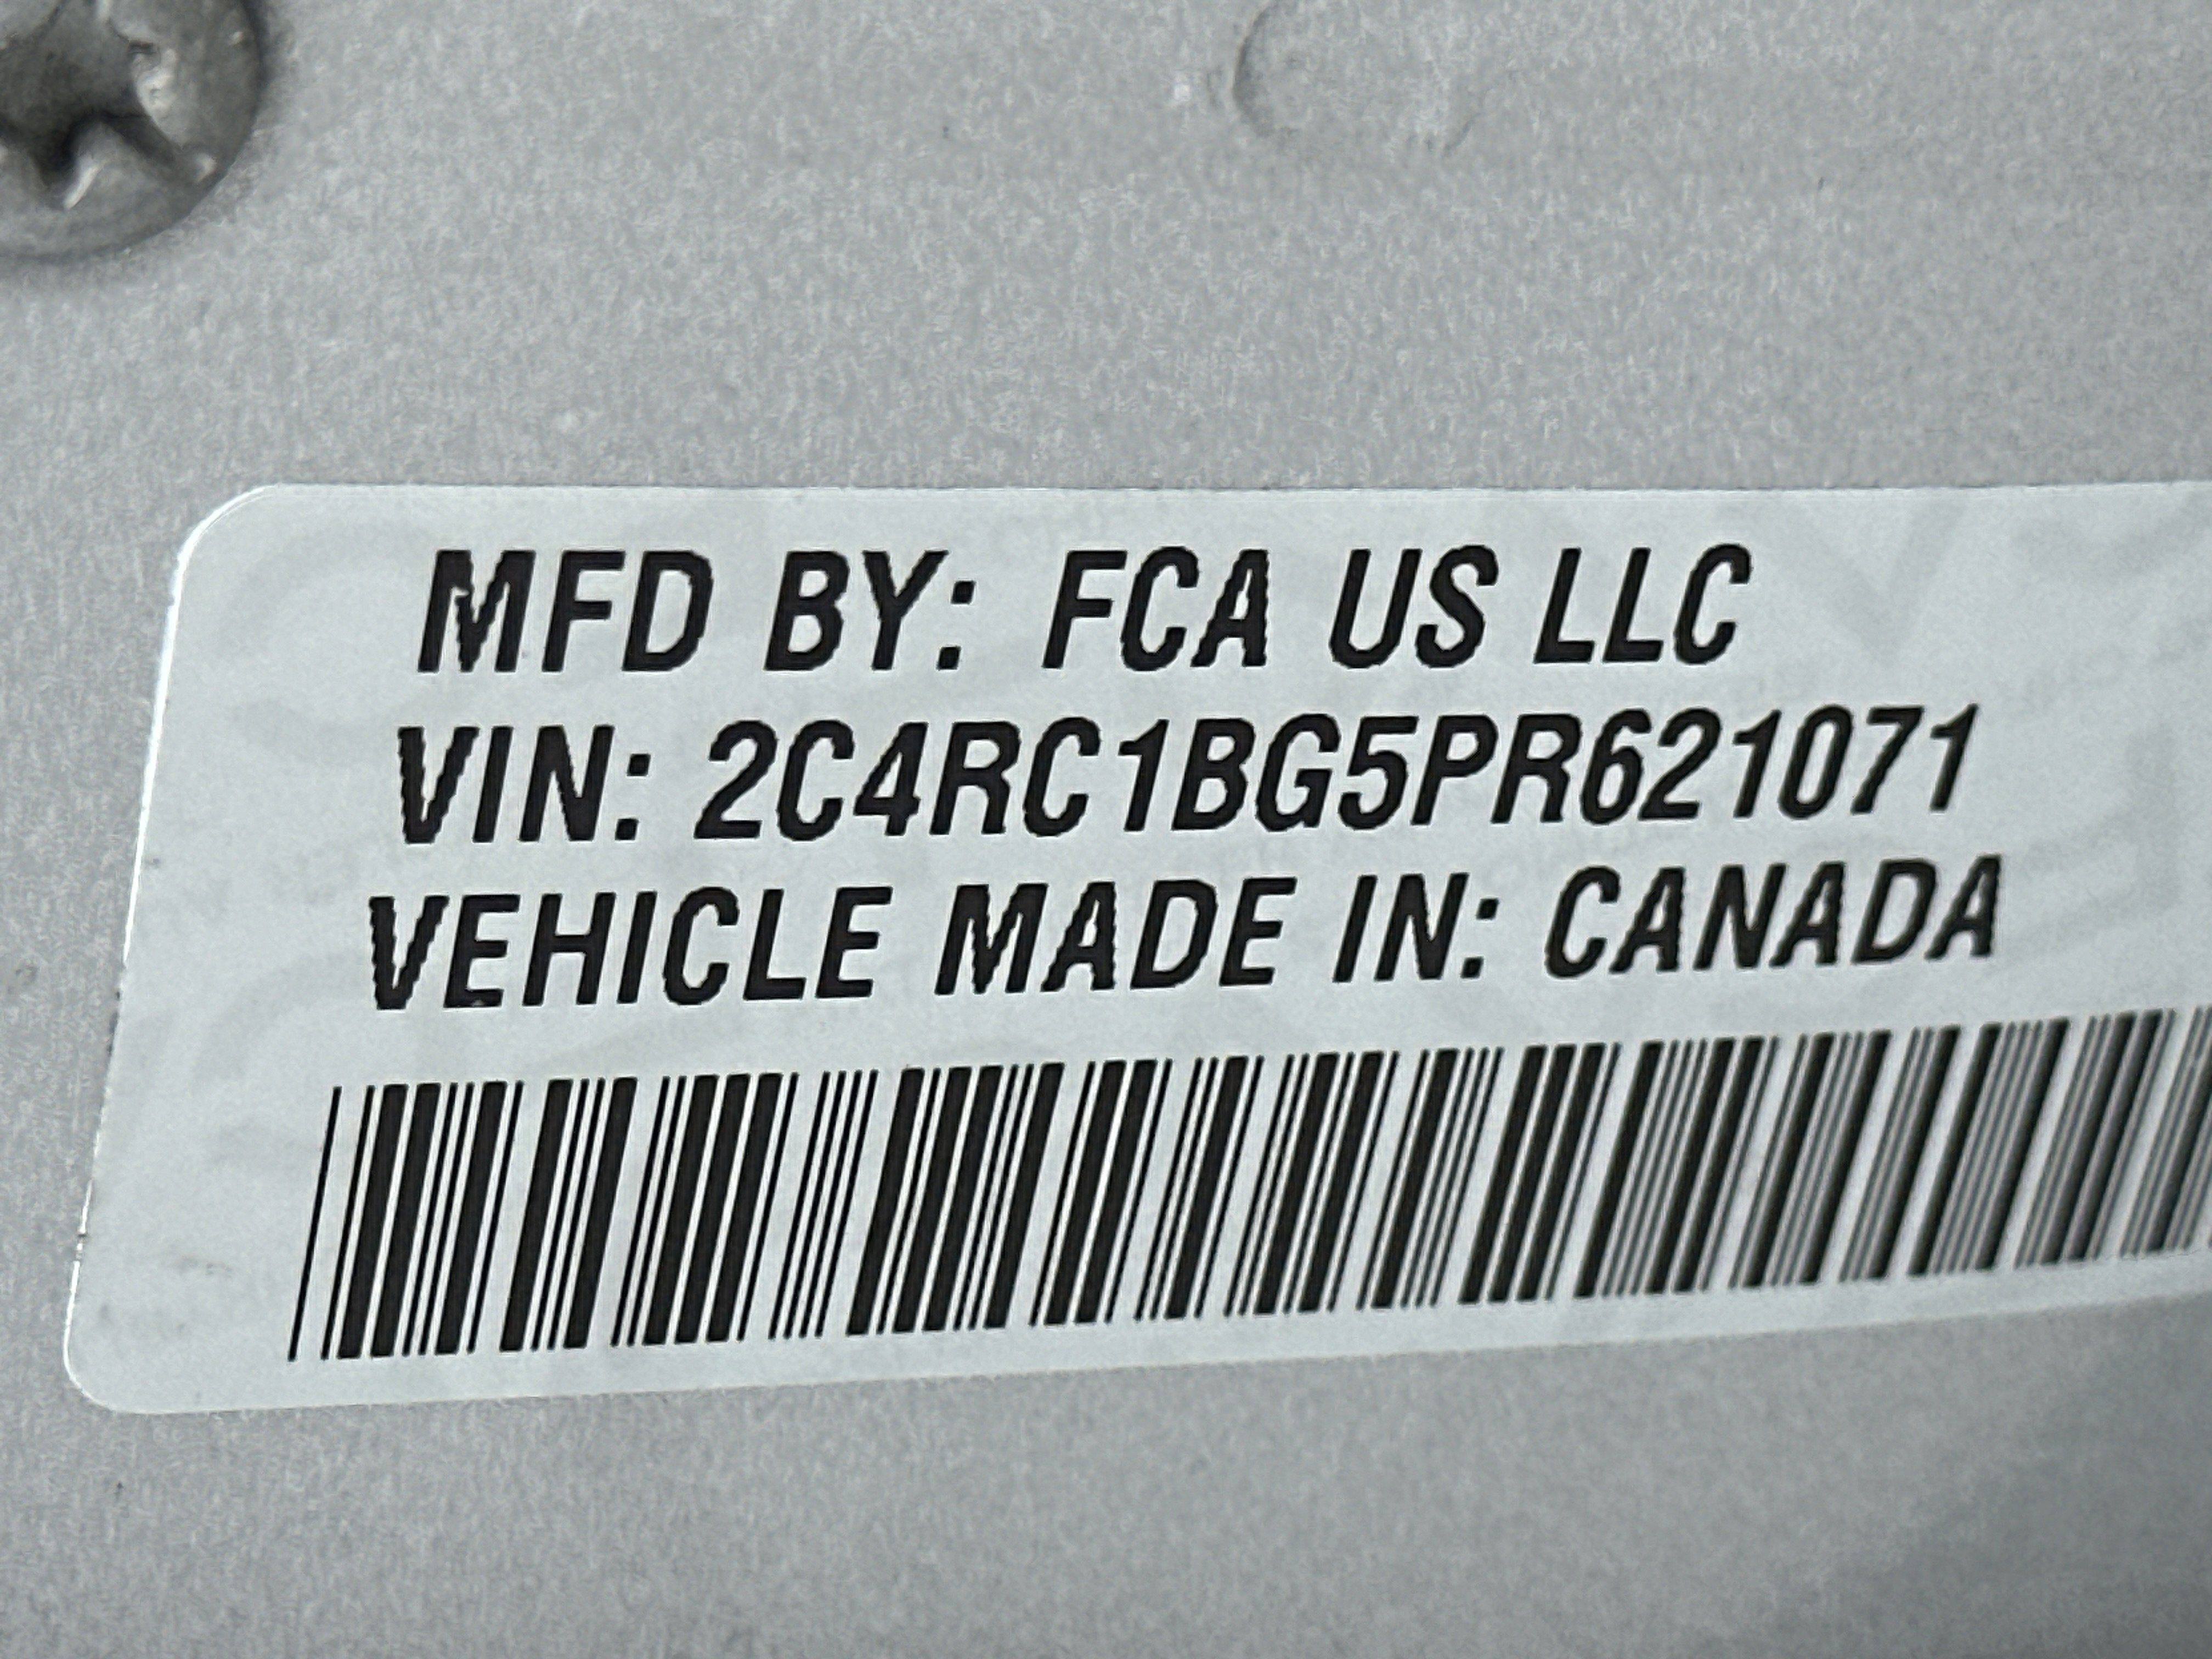 MFD BY: FCA US LLC
VIN: 2C4RC1BG5PR621071
VEHICLE MADE IN: CANADA